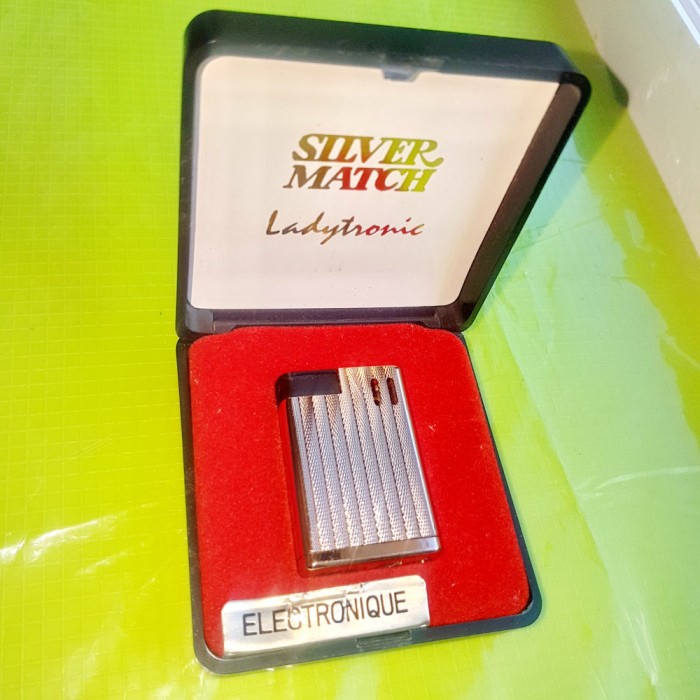 SILVER
MATCH
Ladytronic
ELECTRONIQUE